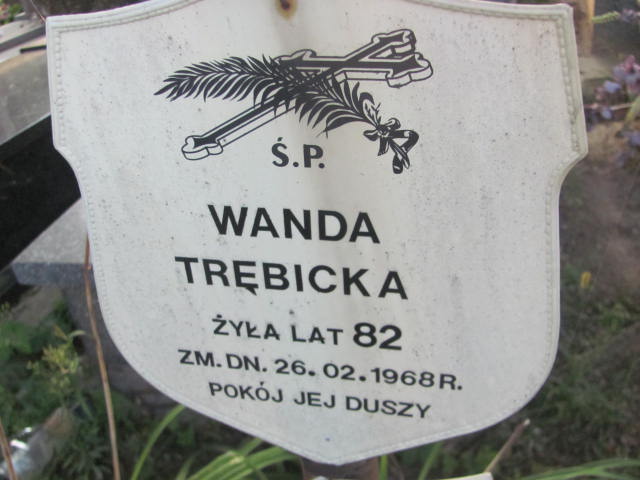 Ś.P.
WANDA
TRĘBICKA
ŻYŁA LAT 82
ZM. DN. 26.02.1968R.
POKÓJ JEJ DUSZY